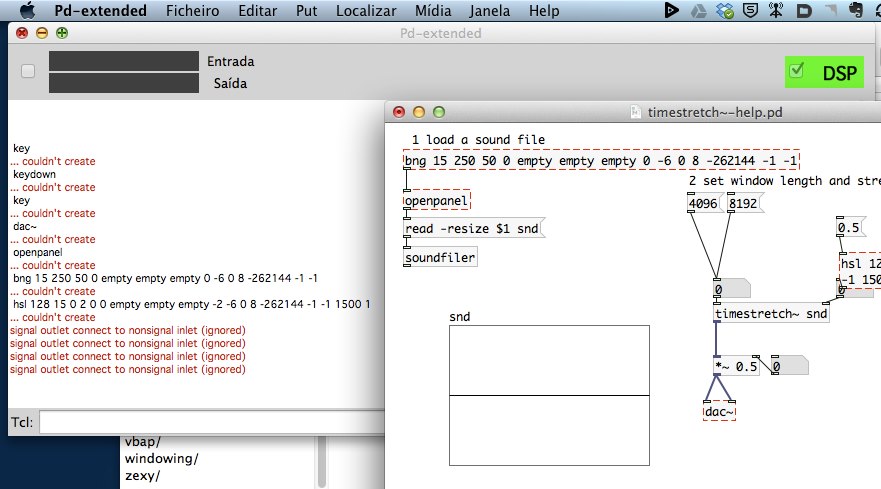 Pd-extended Ficheiro Editar Put Localizar Mídia Janela Help
Pd-extended
Entrada
Saída
DSP
key
... couldn't create
keydown
... couldn't create
key
... couldn't create
dac~
... couldn't create
openpanel
... couldn't create
bng 15 250 50 0 empty empty empty 0 -6 0 8 -262144 -1 -1
... couldn't create
hsl 128 15 0 2 0 0 empty empty empty -2 -6 0 8 -262144 -1 -1 1500 1
... couldn't create
signal outlet connect to nonsignal inlet (ignored)
signal outlet connect to nonsignal inlet (ignored)
signal outlet connect to nonsignal inlet (ignored)
signal outlet connect to nonsignal inlet (ignored)
Tcl:
vbap/
windowing/
zexy/
timestretch~-help.pd
1 load a sound file
bng 15 250 50 0 empty empty empty 0 -6 0 8 -262144 -1 -1
openpanel
read -resize $1 snd
soundfiler
2 set window length and stre
4096 8192
0.5
hsl 12
-1 150
0
0
timestretch~ snd
*~ 0.5
0
dac~
snd